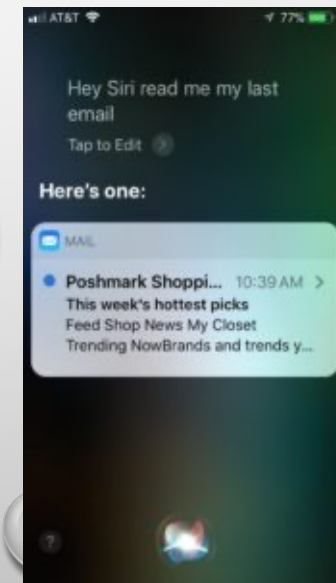 AT&T 77%
Hey Siri read me my last
email
Tap to Edit
Here's one:
MAIL
Poshmark Shoppi... 10:39 AM
This week's hottest picks
Feed Shop News My Closet
Trending NowBrands and trends y...
?